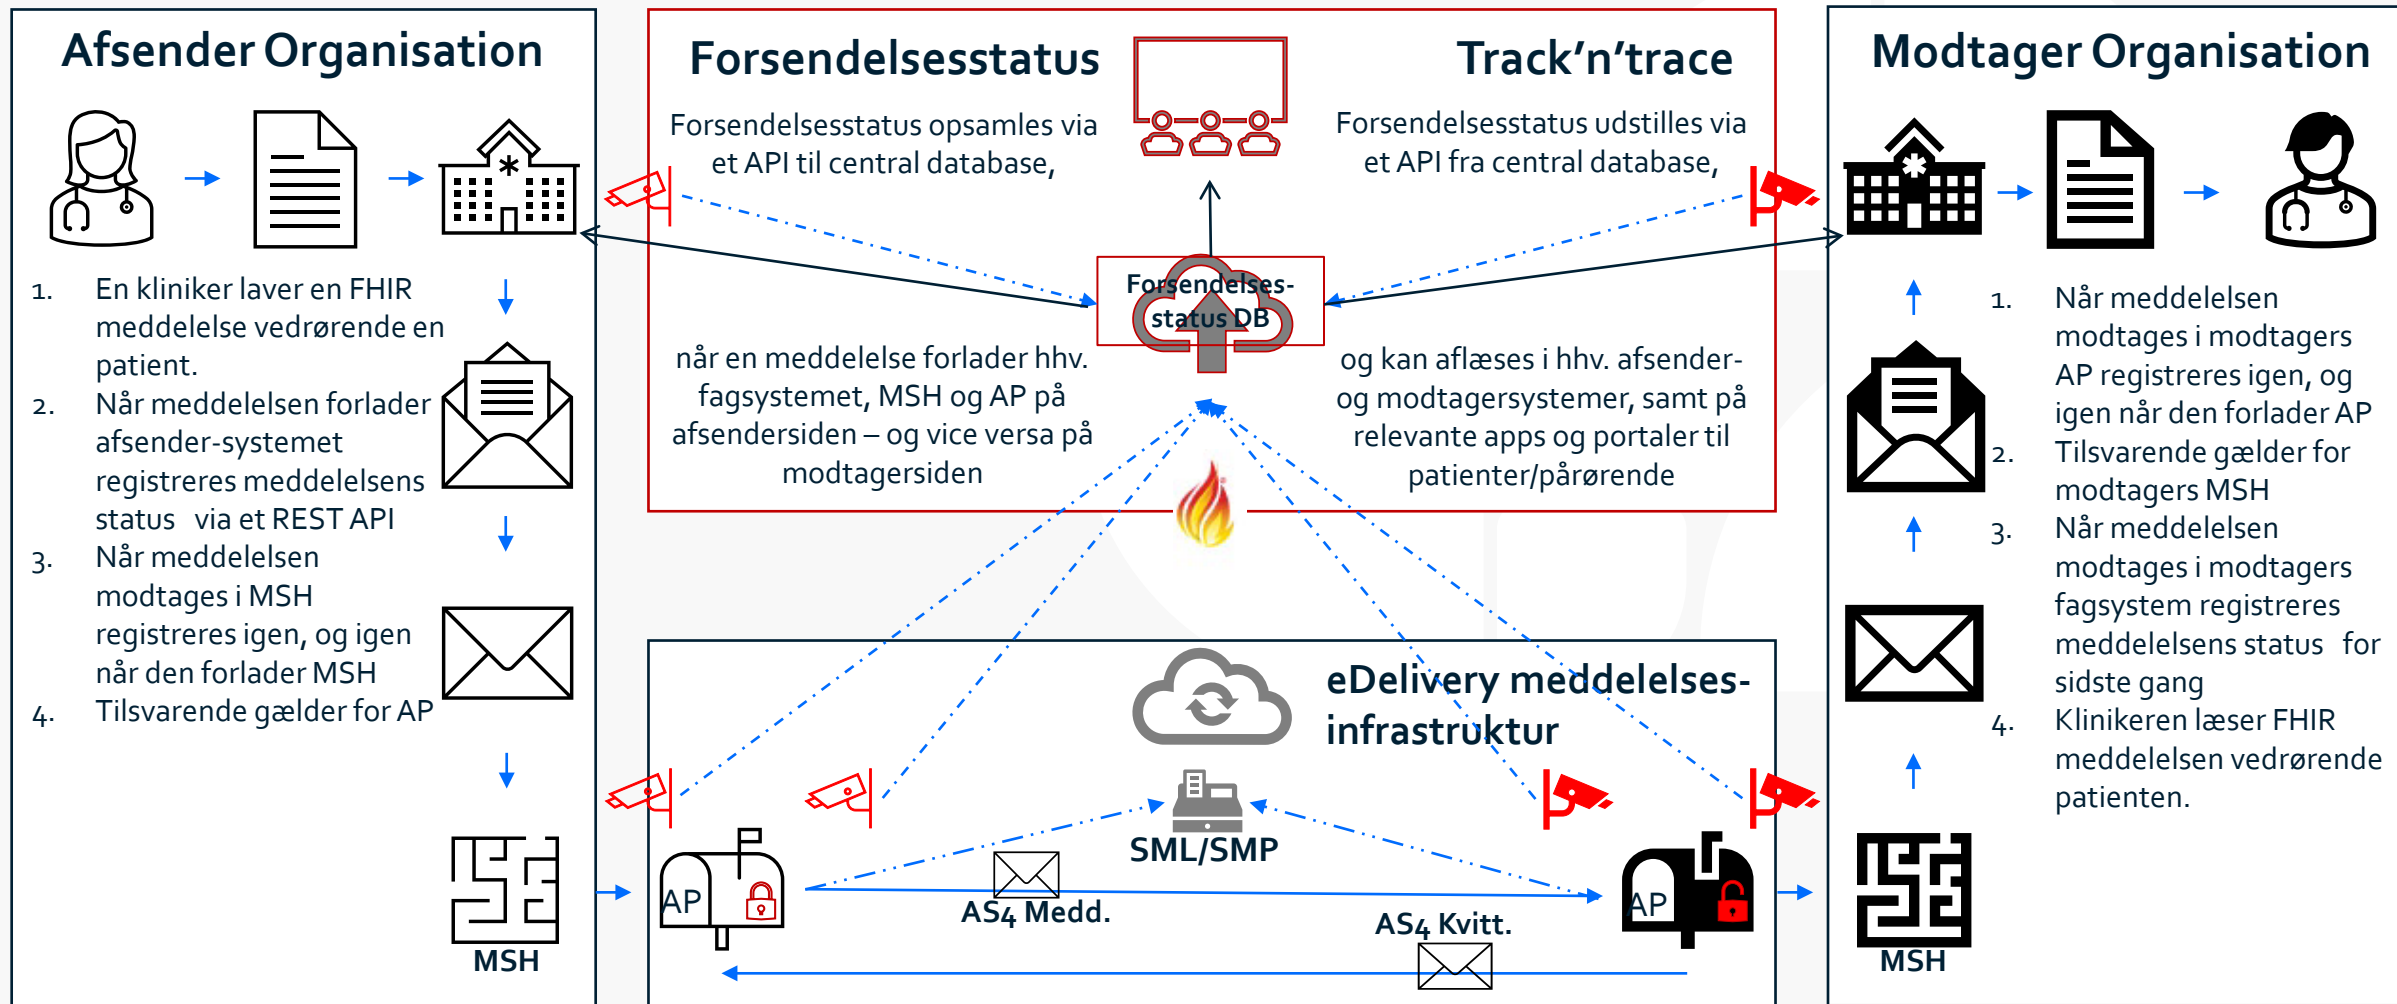 Afsender Organisation
1. En kliniker laver en FHIR
meddelelse vedrørende en
patient.
2. Når meddelelsen forlader
afsender-systemet
registreres meddelelsens
status via et REST API
3. Når meddelelsen
modtages i MSH
registreres igen, og igen
når den forlader MSH
4. Tilsvarende gælder for AP
MSH
Forsendelsesstatus
Forsendelsesstatus opsamles via
et API til central database,
når en meddelelse forlader hhv.
fagsystemet, MSH og AP på
afsendersiden – og vice versa på
modtagersiden
Track’n’trace
Forsendelsesstatus udstilles via
et API fra central database,
og kan aflæses i hhv. afsender-
og modtagersystemer, samt på
relevante apps og portaler til
patienter/pårørende
Forsendelses-
status DB
eDelivery meddelelses-
infrastruktur
SML/SMP
AP
AS4 Medd.
AS4 Kvitt.
AP
Modtager Organisation
1. Når meddelelsen
modtages i modtagers
AP registreres igen, og
igen når den forlader AP
2. Tilsvarende gælder for
modtagers MSH
3. Når meddelelsen
modtages i modtagers
fagsystem registreres
meddelelsens status for
sidste gang
4. Klinikeren læser FHIR
meddelelsen vedrørende
patienten.
MSH